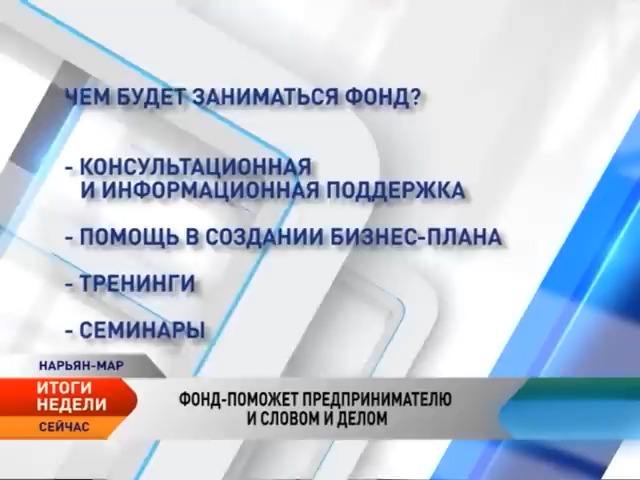 ЧЕМ БУДЕТ ЗАНИМАТЬСЯ ФОНД?
- КОНСУЛЬТАЦИОННАЯ
И ИНФОРМАЦИОННАЯ ПОДДЕРЖКА
- ПОМОЩЬ В СОЗДАНИИ БИЗНЕС-ПЛАНА
- ТРЕНИНГИ
- СЕМИНАРЫ
НАРЬЯН-МАР
ИТОГИ
НЕДЕЛИ
СЕЙЧАС
ФОНД-ПОМОЖЕТ ПРЕДПРИНИМАТЕЛЮ
И СЛОВОМ И ДЕЛОМ